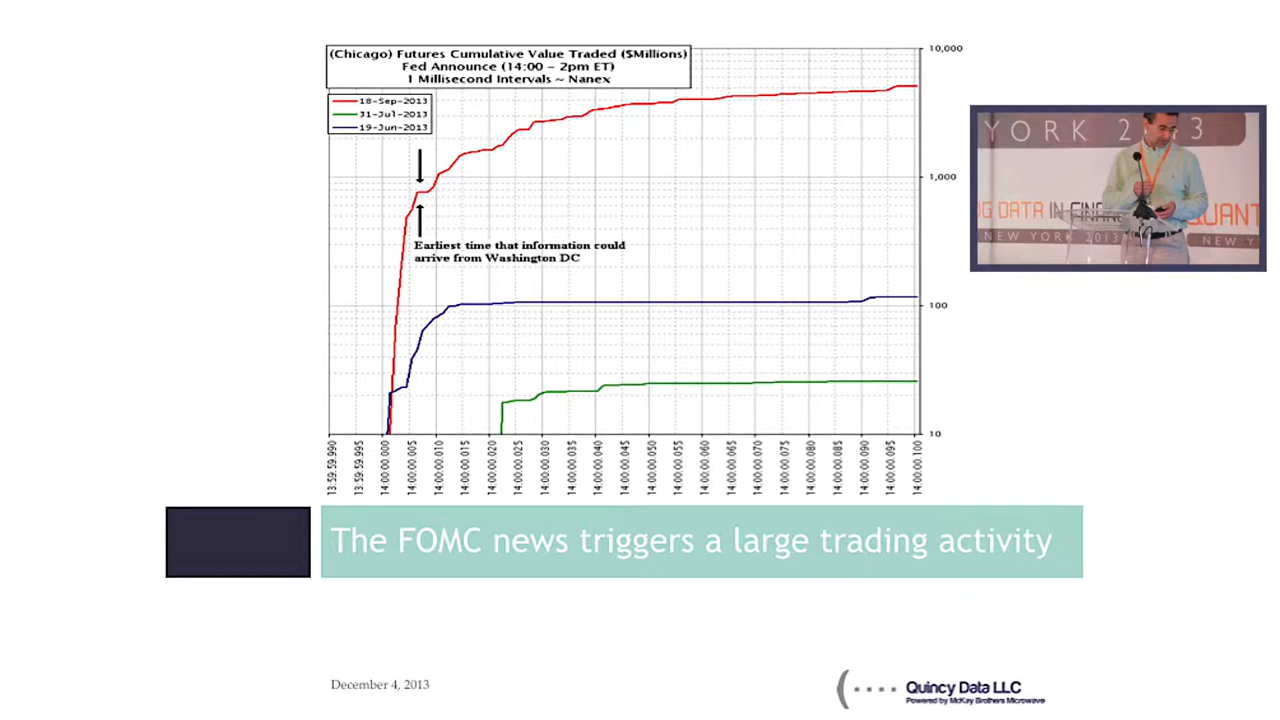 (Chicago) Futures Cumulative Value Traded ($Millions)
Fed Announce (14:00 - 2pm ET)
1 Millisecond Intervals ~ Nanex
18-Sep-2013
31-Jul-2013
19-Jun-2013
Earliest time that information could
arrive from Washington DC
10,000
1,000
100
10
13:59:59.990
13:59:59.995
14:00:00.000
14:00:00.005
14:00:00.010
14:00:00.015
14:00:00.020
14:00:00.025
14:00:00.030
14:00:00.035
14:00:00.040
14:00:00.045
14:00:00.050
14:00:00.055
14:00:00.060
14:00:00.065
14:00:00.070
14:00:00.075
14:00:00.080
14:00:00.085
14:00:00.090
14:00:00.095
14:00:00.100
YORK 2 3
G DATA IN FINAN QUANT
NEW YORK 2013 NEW Y
The FOMC news triggers a large trading activity
December 4, 2013
Quincy Data LLC
Powered by McKay Brothers Microwave